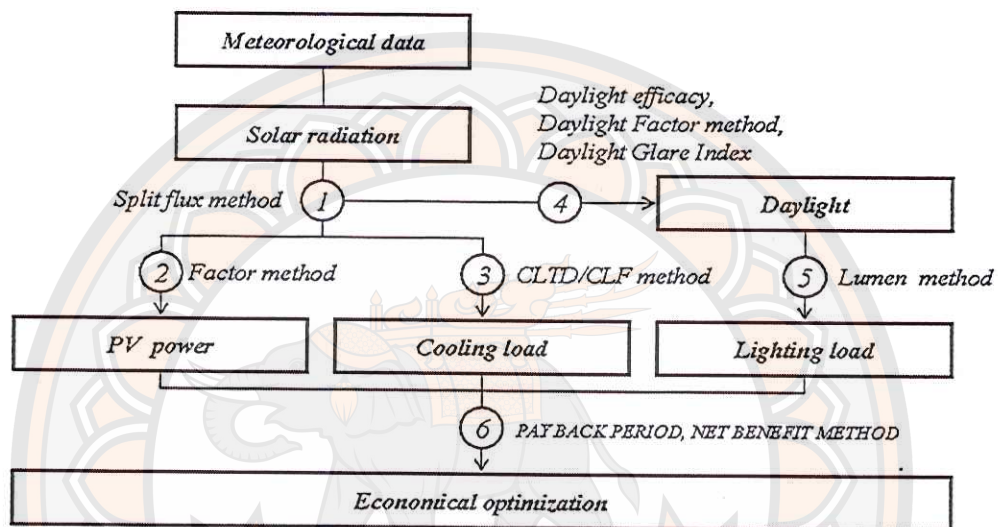 Meteorological data
Solar radiation
Daylight efficacy,
Daylight Factor method,
Daylight Glare Index
Split flux method
1
4
Daylight
2
Factor method
3
CLTD/CLF method
5
Lumen method
PV power
Cooling load
Lighting load
6
PAY BACK PERIOD, NET BENEFIT METHOD
Economical optimization